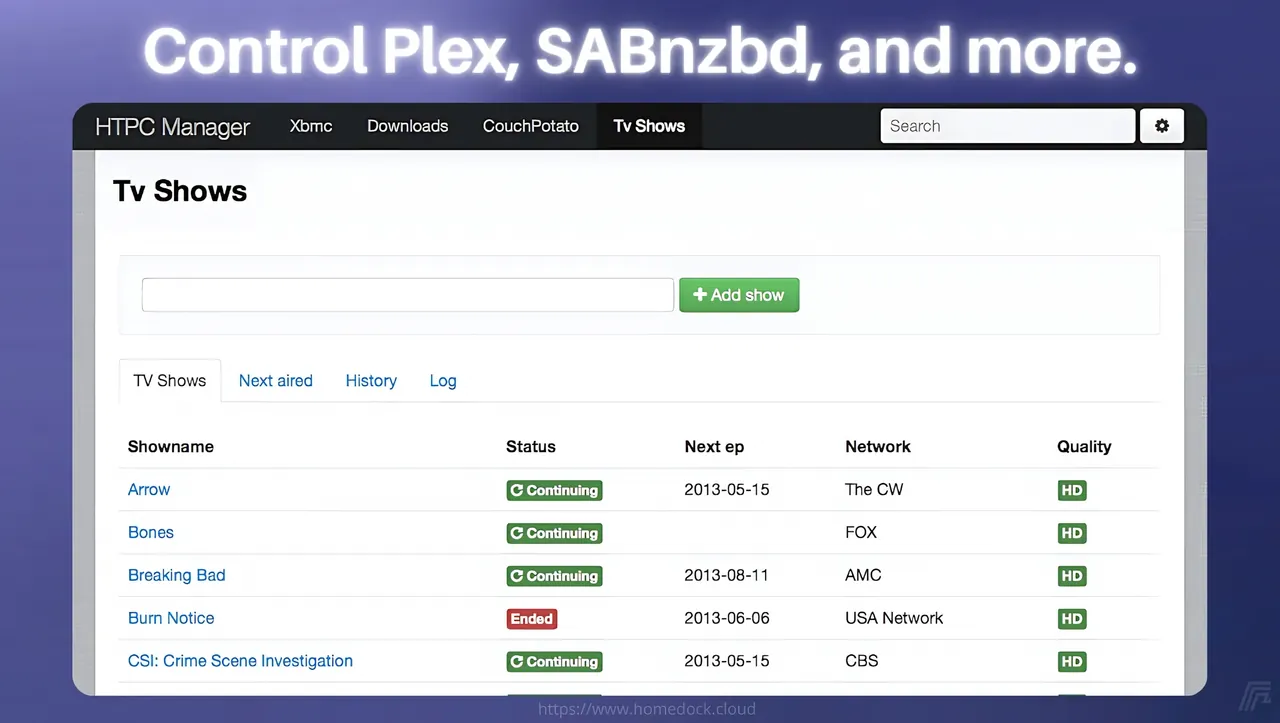 Control Plex, SABnzbd, and more.
HTPC Manager Xbmc Downloads CouchPotato Tv Shows Search
Tv Shows
+ Add show
TV Shows Next aired History Log
Showname Status Next ep Network Quality
Arrow Continuing 2013-05-15 The CW HD
Bones Continuing FOX HD
Breaking Bad Continuing 2013-08-11 AMC HD
Burn Notice Ended 2013-06-06 USA Network HD
CSI: Crime Scene Investigation Continuing 2013-05-15 CBS HD
https://www.homedock.cloud